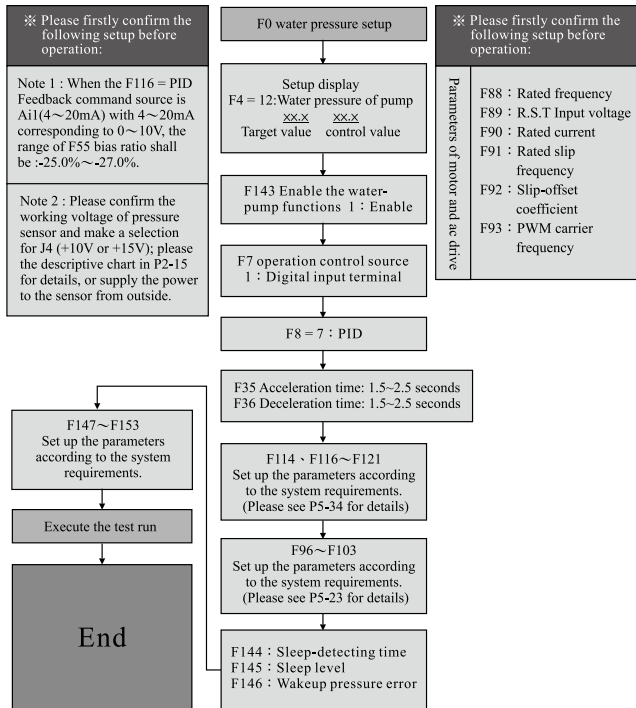 ※ Please firstly confirm the
following setup before
operation:
Note 1 : When the F116 = PID
Feedback command source is
Ai1(4～20mA) with 4～20mA
corresponding to 0～10V, the
range of F55 bias ratio shall
be :-25.0%～-27.0%.
Note 2 : Please confirm the
working voltage of pressure
sensor and make a selection
for J4 (+10V or +15V); please
the descriptive chart in P2-15
for details, or supply the power
to the sensor from outside.
F0 water pressure setup
Setup display
F4 = 12:Water pressure of pump
xx.x xx.x
Target value control value
F143 Enable the water-
pump functions 1：Enable
F7 operation control source
1：Digital input terminal
F8 = 7：PID
F35 Acceleration time: 1.5~2.5 seconds
F36 Deceleration time: 1.5~2.5 seconds
F114、F116～F121
Set up the parameters according
to the system requirements.
(Please see P5-34 for details)
F96～F103
Set up the parameters according
to the system requirements.
(Please see P5-23 for details)
F144：Sleep-detecting time
F145：Sleep level
F146：Wakeup pressure error
F147～F153
Set up the parameters
according to the system
requirements.
Execute the test run
End
※ Please firstly confirm the
following setup before
operation:
Parameters of motor and ac drive
F88：Rated frequency
F89：R.S.T Input voltage
F90：Rated current
F91：Rated slip
frequency
F92：Slip-offset
coefficient
F93：PWM carrier
frequency